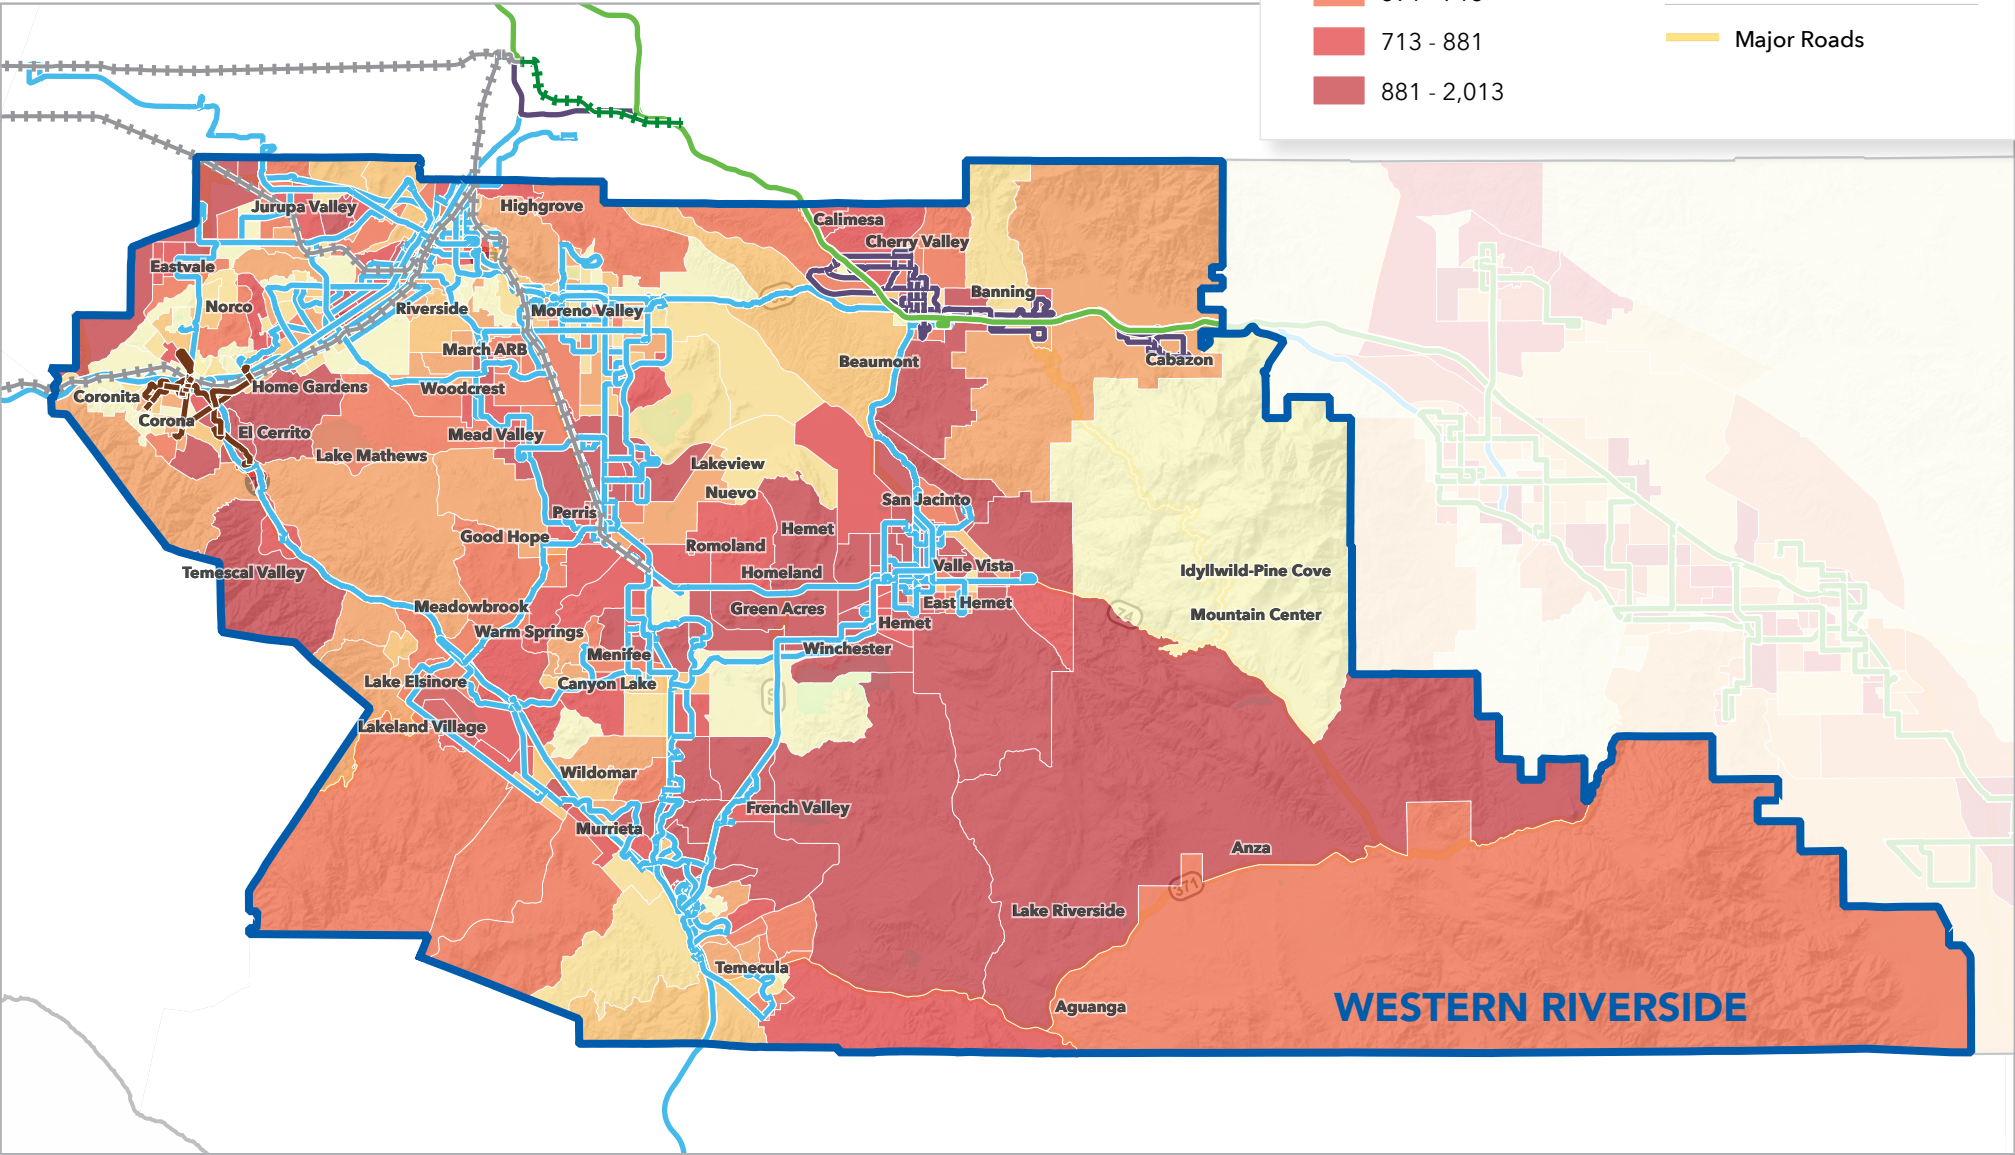 713 - 881
881 - 2,013
Major Roads
Jurupa Valley
Highgrove
Calimesa
Cherry Valley
Eastvale
Norco
Riverside
Moreno Valley
Banning
March ARB
Beaumont
Cabazon
Coronita
Home Gardens
Woodcrest
Corona
El Cerrito
Mead Valley
Lake Mathews
Lakeview
Nuevo
San Jacinto
Perris
Hemet
Good Hope
Romoland
Temescal Valley
Homeland
Valle Vista
Idyllwild-Pine Cove
Meadowbrook
Green Acres
East Hemet
74
Mountain Center
Warm Springs
Hemet
Menifee
Winchester
Lake Elsinore
Canyon Lake
Lakeland Village
Wildomar
French Valley
Murrieta
Anza
371
Lake Riverside
Temecula
Aguanga
WESTERN RIVERSIDE